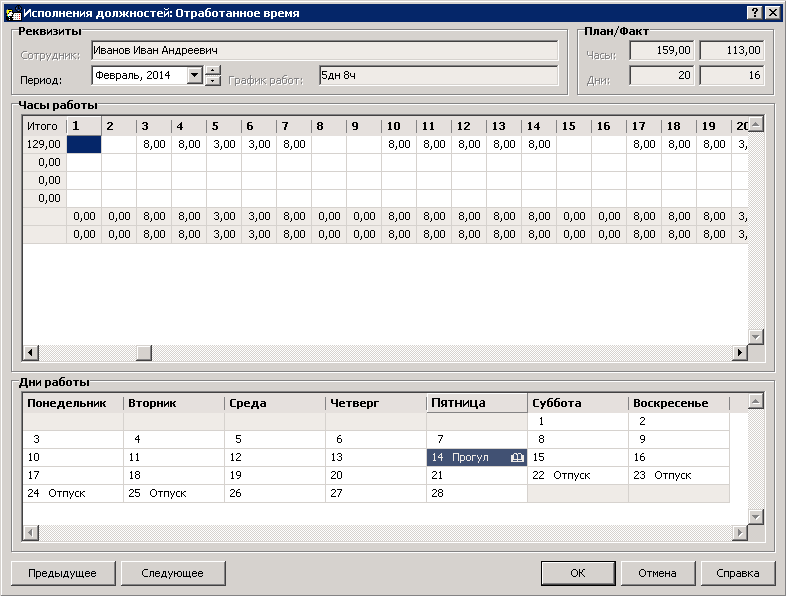 Исполнения должностей: Отработанное время
Реквизиты
Сотрудник: Иванов Иван Андреевич
Период: Февраль, 2014 График работ: 5дн 8ч
План/Факт
Часы: 159,00 113,00
Дни: 20 16
Часы работы
Итого 1 2 3 4 5 6 7 8 9 10 11 12 13 14 15 16 17 18 19 20
129,00 8,00 8,00 3,00 3,00 8,00 8,00 8,00 8,00 8,00 8,00 8,00 8,00 8,00 3,
0,00
0,00
0,00
0,00 0,00 8,00 8,00 3,00 3,00 8,00 0,00 0,00 8,00 8,00 8,00 8,00 8,00 0,00 0,00 8,00 8,00 8,00 3,
0,00 0,00 8,00 8,00 3,00 3,00 8,00 0,00 0,00 8,00 8,00 8,00 8,00 8,00 0,00 0,00 8,00 8,00 8,00 3,
Дни работы
Понедельник Вторник Среда Четверг Пятница Суббота Воскресенье
1 2
3 4 5 6 7 8 9
10 11 12 13 14 Прогул 15 16
17 18 19 20 21 22 Отпуск 23 Отпуск
24 Отпуск 25 Отпуск 26 27 28
Предыдущее Следующее OK Отмена Справка